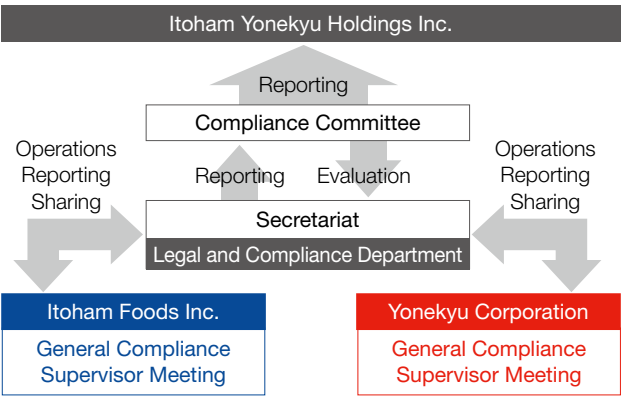 Itoham Yonekyu Holdings Inc.
Reporting
Compliance Committee
Operations
Reporting
Sharing
Reporting
Evaluation
Operations
Reporting
Sharing
Secretariat
Legal and Compliance Department
Itoham Foods Inc.
General Compliance
Supervisor Meeting
Yonekyu Corporation
General Compliance
Supervisor Meeting